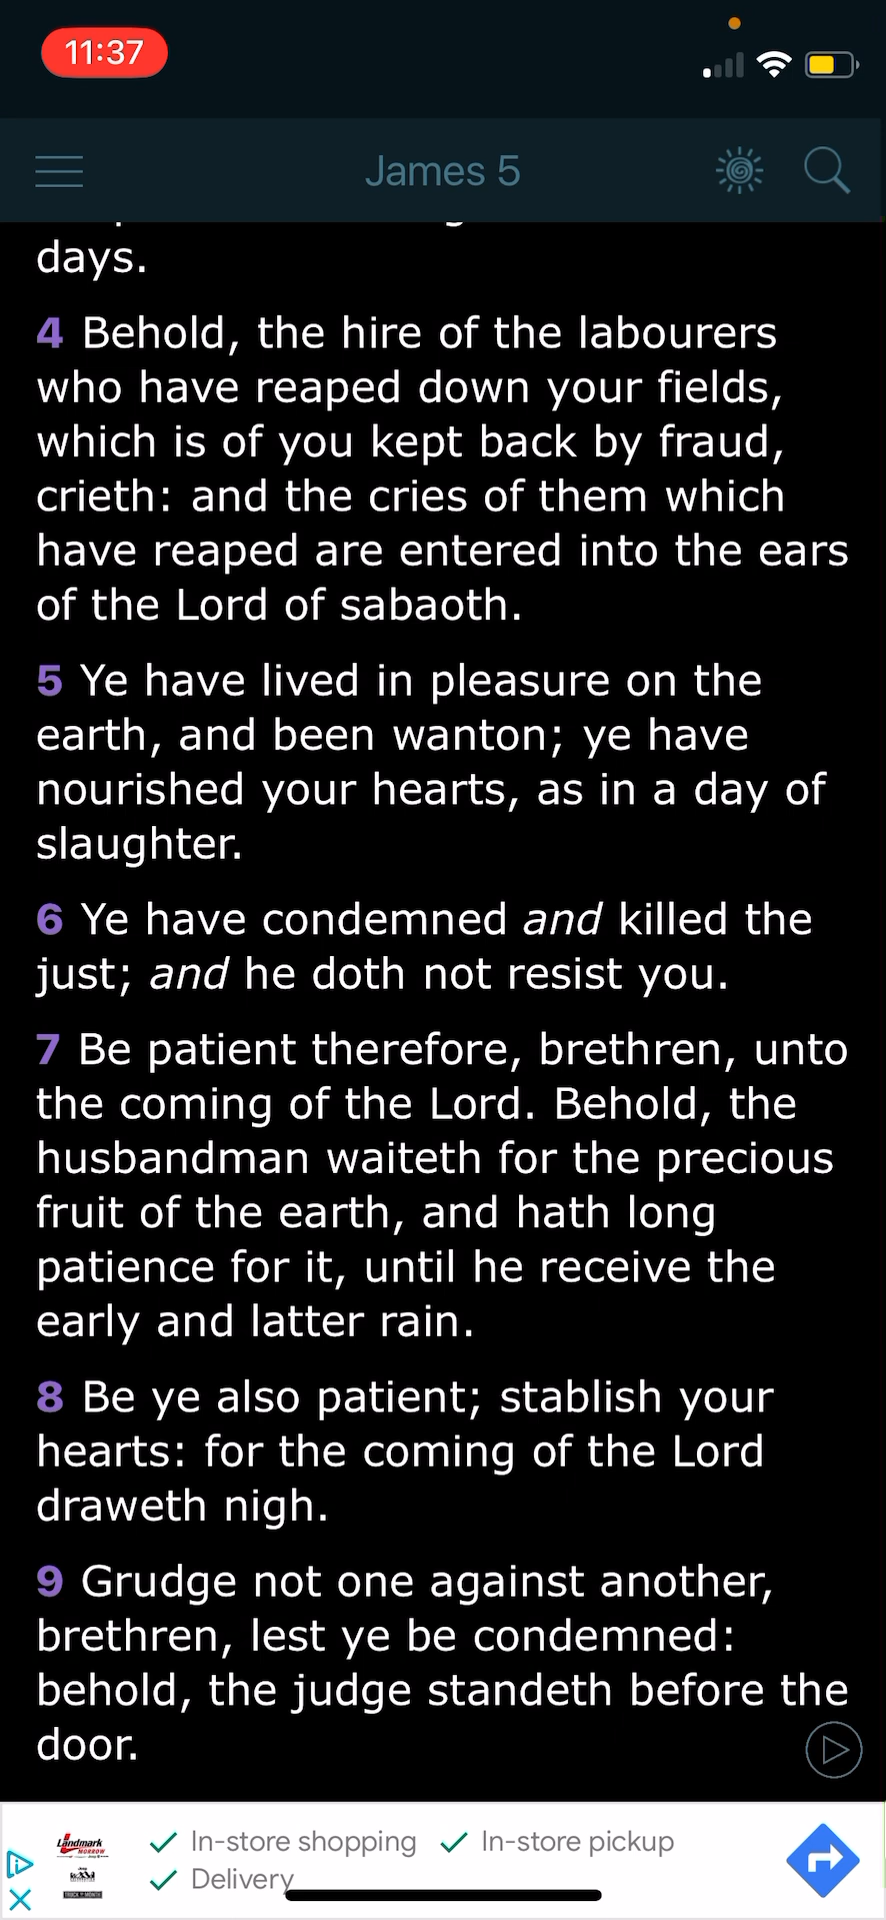 11:37
James 5
days.
4 Behold, the hire of the labourers
who have reaped down your fields,
which is of you kept back by fraud,
crieth: and the cries of them which
have reaped are entered into the ears
of the Lord of sabaoth.
5 Ye have lived in pleasure on the
earth, and been wanton; ye have
nourished your hearts, as in a day of
slaughter.
6 Ye have condemned and killed the
just; and he doth not resist you.
7 Be patient therefore, brethren, unto
the coming of the Lord. Behold, the
husbandman waiteth for the precious
fruit of the earth, and hath long
patience for it, until he receive the
early and latter rain.
8 Be ye also patient; stablish your
hearts: for the coming of the Lord
draweth nigh.
9 Grudge not one against another,
brethren, lest ye be condemned:
behold, the judge standeth before the
door.
Landmark
MORROW
In-store shopping In-store pickup
Delivery